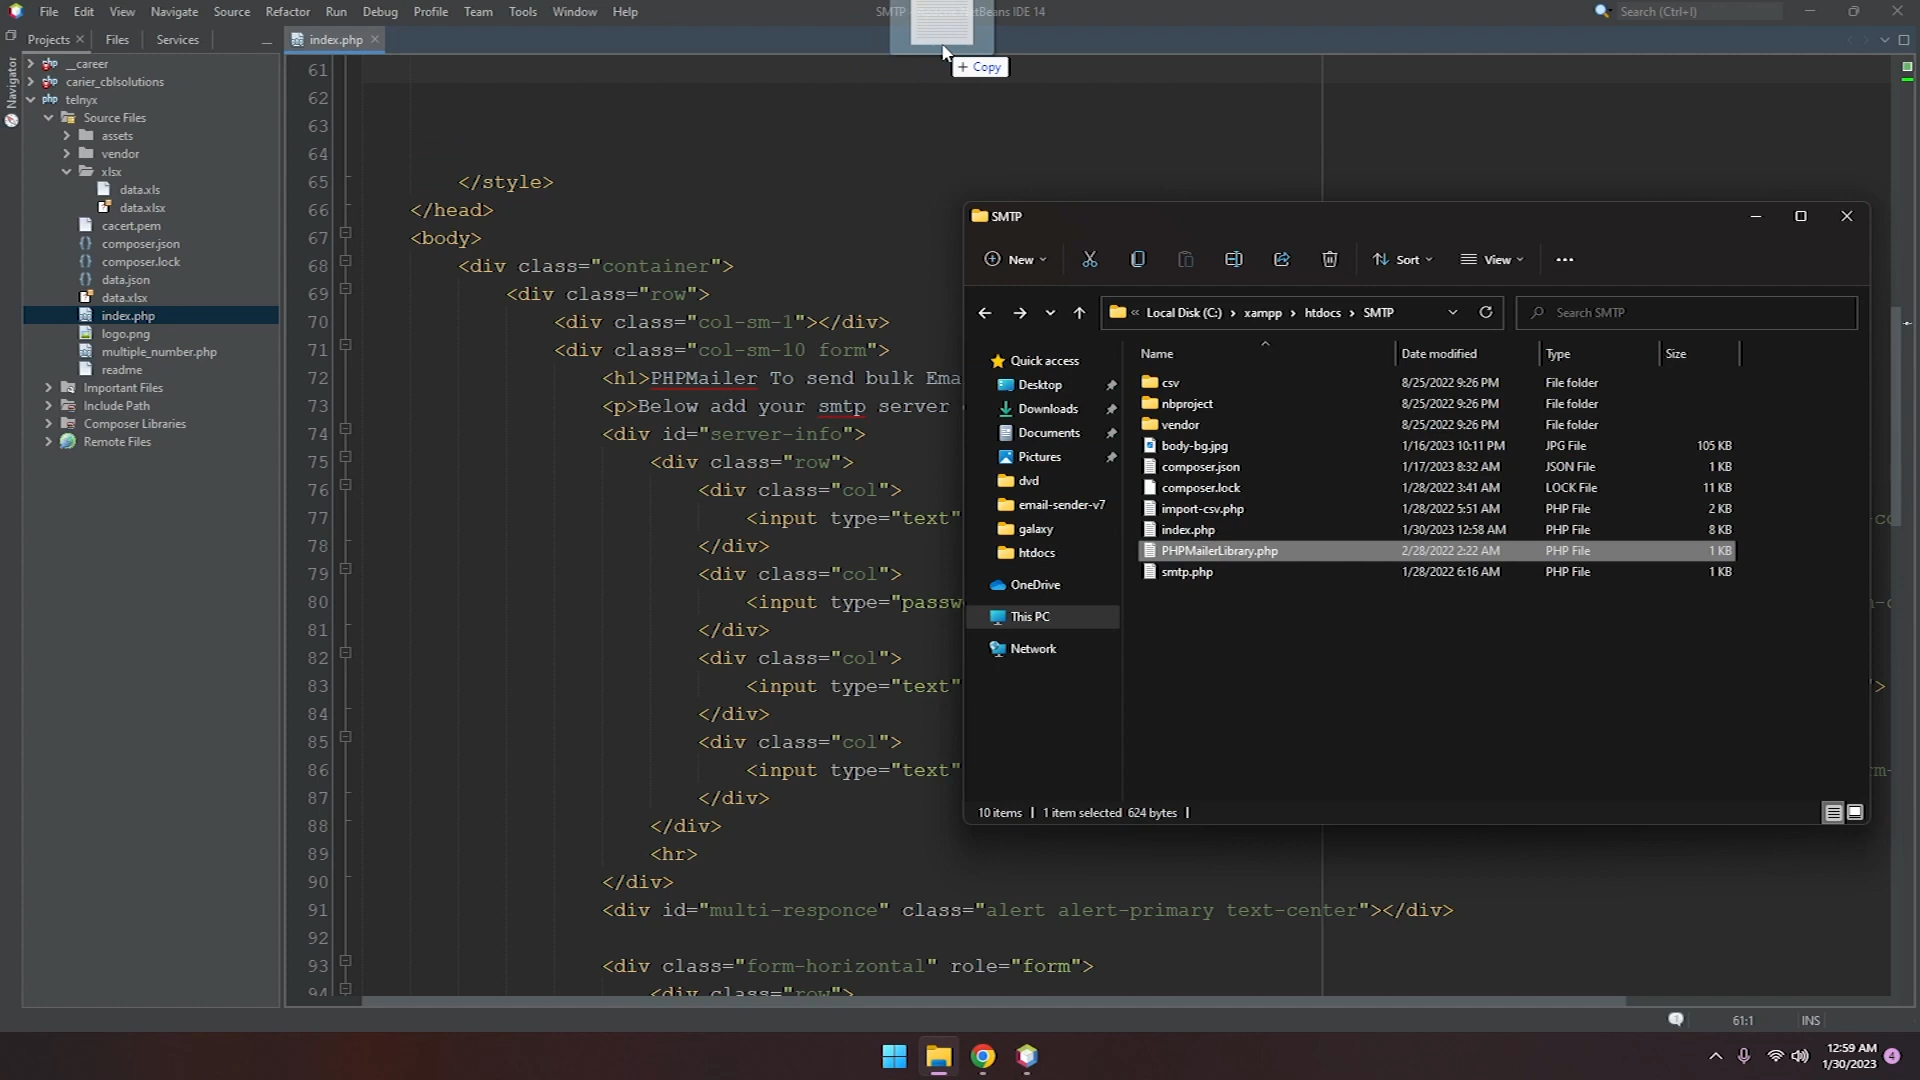 File Edit View Navigate Source Refactor Run Debug Profile Team Tools Window Help
SMTP
NetBeans IDE 14
Search (Ctrl+I)
Projects
Files
Services
index.php
+ Copy
Navigator
__career
carier_cblsolutions
telnyx
Source Files
assets
vendor
xlsx
data.xls
data.xlsx
cacert.pem
composer.json
composer.lock
data.json
data.xlsx
index.php
logo.png
multiple_number.php
readme
Important Files
Include Path
Composer Libraries
Remote Files
61
62
63
64
65 </style>
66 </head>
67 <body>
68 <div class="container">
69 <div class="row">
70 <div class="col-sm-1"></div>
71 <div class="col-sm-10 form">
72 <h1>PHPMailer To send bulk Ema
73 <p>Below add your smtp server
74 <div id="server-info">
75 <div class="row">
76 <div class="col">
77 <input type="text"
78 </div>
79 <div class="col">
80 <input type="passw
81 </div>
82 <div class="col">
83 <input type="text" />
84 </div>
85 <div class="col">
86 <input type="text"
87 </div>
88 </div>
89 <hr>
90 </div>
91 <div id="multi-responce" class="alert alert-primary text-center"></div>
92
93 <div class="form-horizontal" role="form">
94 <div class="row">
SMTP
New
Sort
View
Local Disk (C:) › xampp › htdocs › SMTP
Search SMTP
Quick access
Desktop
Downloads
Documents
Pictures
dvd
email-sender-v7
galaxy
htdocs
OneDrive
This PC
Network
Name Date modified Type Size
csv 8/25/2022 9:26 PM File folder
nbproject 8/25/2022 9:26 PM File folder
vendor 8/25/2022 9:26 PM File folder
body-bg.jpg 1/16/2023 10:11 PM JPG File 105 KB
composer.json 1/17/2023 8:32 AM JSON File 1 KB
composer.lock 1/28/2022 3:41 AM LOCK File 11 KB
import-csv.php 1/28/2022 5:51 AM PHP File 2 KB
index.php 1/30/2023 12:58 AM PHP File 8 KB
PHPMailerLibrary.php 2/28/2022 2:22 AM PHP File 1 KB
smtp.php 1/28/2022 6:16 AM PHP File 1 KB
10 items
1 item selected 624 bytes
61:1
INS
12:59 AM
1/30/2023
4